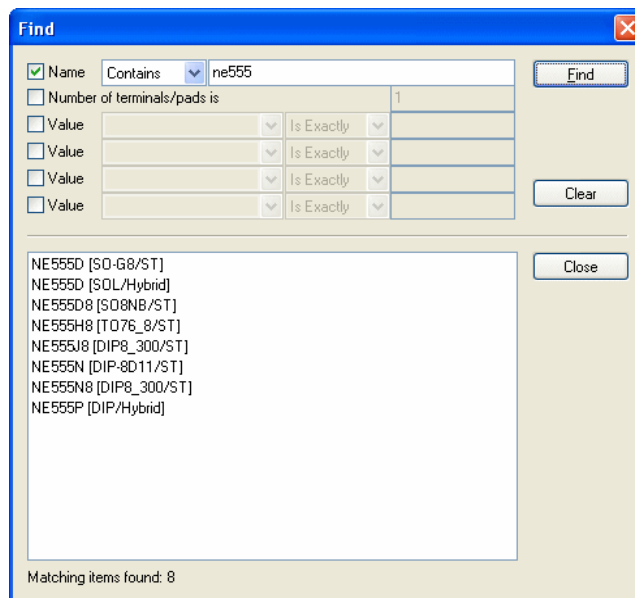 Find
Name Contains ne555 Find
Number of terminals/pads is 1
Value Is Exactly
Value Is Exactly
Value Is Exactly Clear
Value Is Exactly
NE555D [SO-G8/ST] Close
NE555D [SOL/Hybrid]
NE555D8 [SO8NB/ST]
NE555H8 [TO76_8/ST]
NE555J8 [DIP8_300/ST]
NE555N [DIP-8D11/ST]
NE555N8 [DIP8_300/ST]
NE555P [DIP/Hybrid]
Matching items found: 8